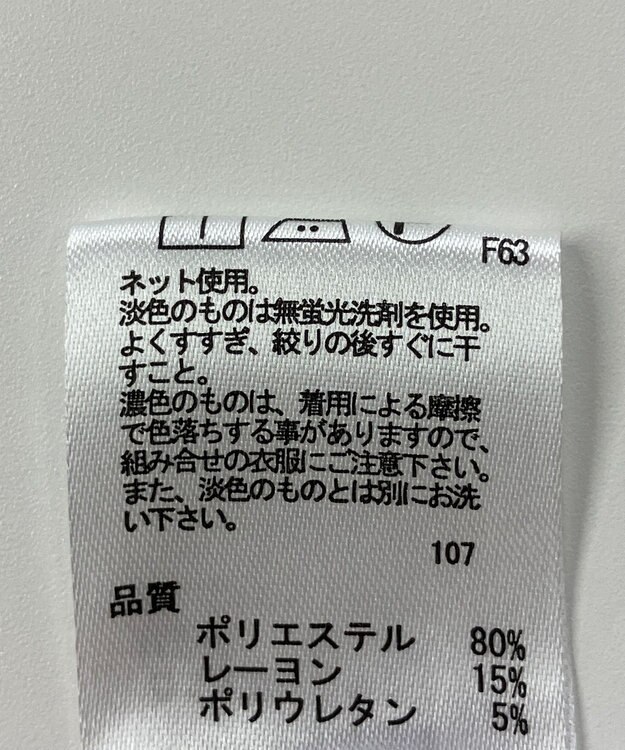 F63
ネット使用。
淡色のものは無蛍光洗剤を使用。
よくすすぎ、絞りの後すぐに干
すこと。
濃色のものは、着用による摩擦
で色落ちする事がありますので、
組み合せの衣服にご注意下さい。
また、淡色のものとは別にお洗
い下さい。
107
品質
ポリエステル 80%
レーヨン 15%
ポリウレタン 5%